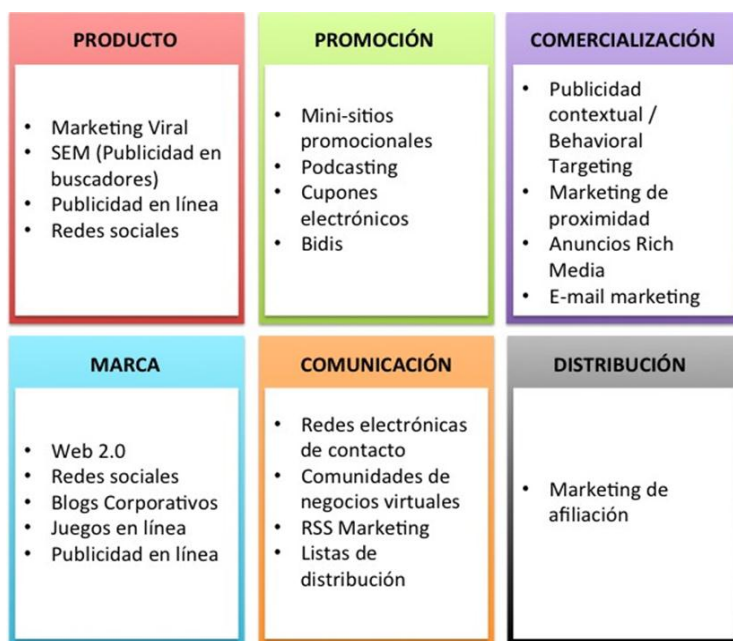 PRODUCTO
• Marketing Viral
• SEM (Publicidad en
buscadores)
• Publicidad en línea
• Redes sociales
PROMOCIÓN
• Mini-sitios
promocionales
• Podcasting
• Cupones
electrónicos
• Bidis
COMERCIALIZACIÓN
• Publicidad
contextual /
Behavioral
Targeting
• Marketing de
proximidad
• Anuncios Rich
Media
• E-mail marketing
MARCA
• Web 2.0
• Redes sociales
• Blogs Corporativos
• Juegos en línea
• Publicidad en línea
COMUNICACIÓN
• Redes electrónicas
de contacto
• Comunidades de
negocios virtuales
• RSS Marketing
• Listas de
distribución
DISTRIBUCIÓN
• Marketing de
afiliación